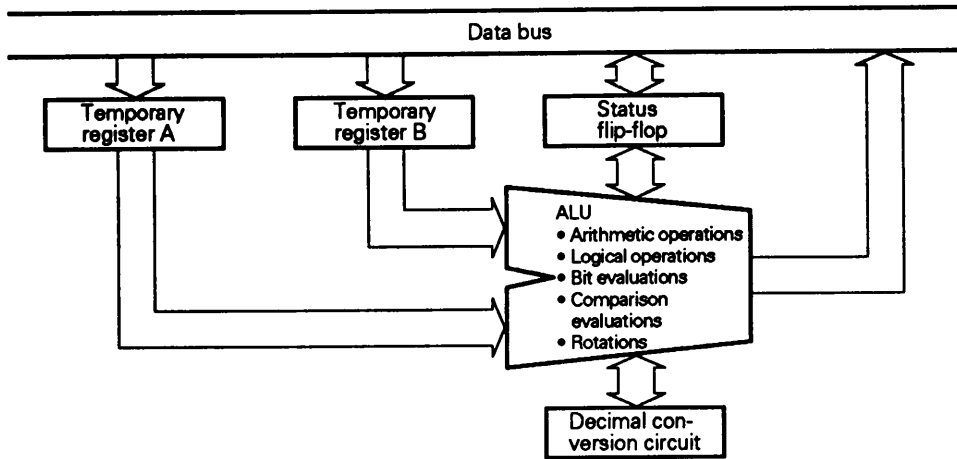 Data bus
Temporary
register A
Temporary
register B
Status
flip-flop
ALU
• Arithmetic operations
• Logical operations
• Bit evaluations
• Comparison
evaluations
• Rotations
Decimal con-
version circuit